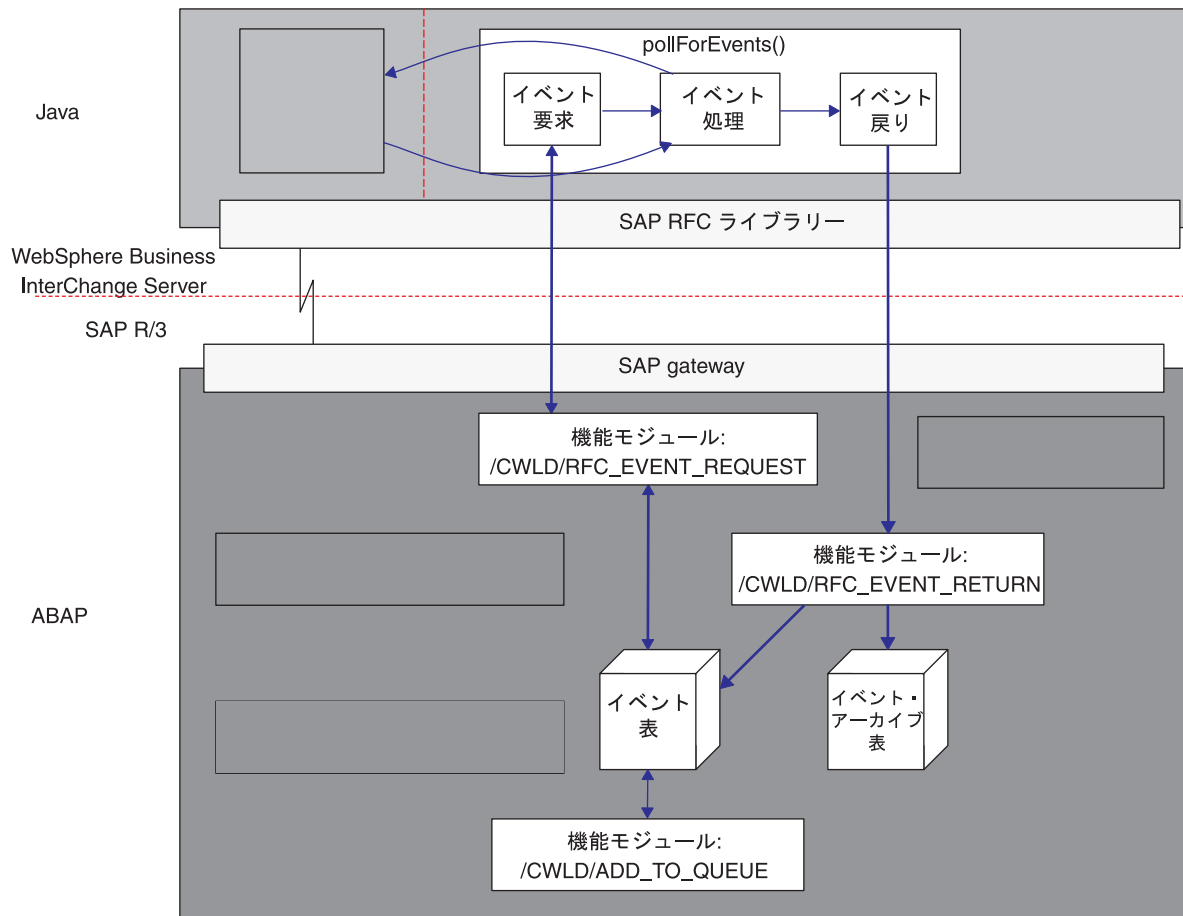 pollForEvents()
Java
イベント
要求
イベント
処理
イベント
戻り
SAP RFC ライブラリー
WebSphere Business
InterChange Server
SAP R/3
SAP gateway
機能モジュール:
/CWLD/RFC_EVENT_REQUEST
機能モジュール:
/CWLD/RFC_EVENT_RETURN
ABAP
イベント
表
イベント・
アーカイブ
表
機能モジュール:
/CWLD/ADD_TO_QUEUE